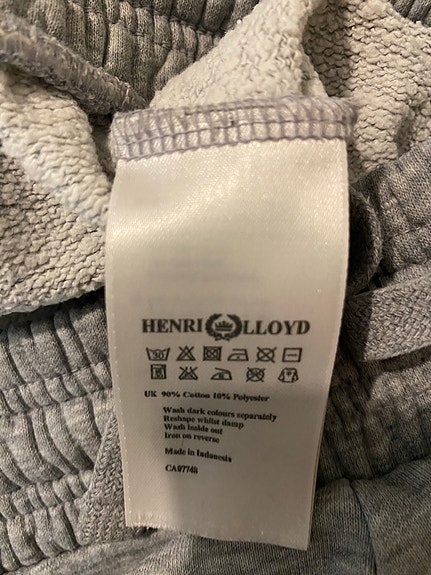 HENRI LLOYD
UK 90% Cotton 10% Polyester
Wash dark colours separately
Reshape whilst damp
Wash inside out
Iron on reverse
Made in Indanesis
CA07748